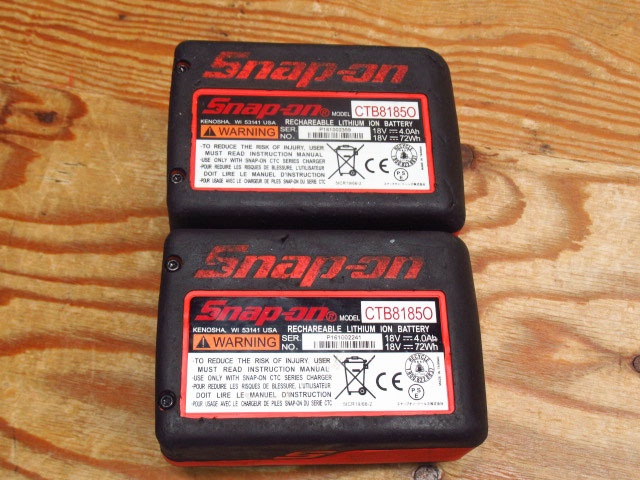 Snap-on
Snap-on® MODEL CTB8185O
KENOSHA, WI 53141 USA RECHAREABLE LITHIUM ION BATTERY
WARNING SER. NO. 18V 4.0Ah
18V 72Wh
-TO REDUCE THE RISK OF INJURY, USER
MUST READ INSTRUCTION MANUAL
-USE ONLY WITH SNAP-ON CTC SERIES CHARGER
-POUR REDUIRE LES RISQUES DE BLESSURE, L'UTILISATEUR
DOIT LIRE LE MANUEL D'INSTRUCTION
-POUR USAGE AVEC LE CHARGEUR DE PILES SNAP-ON DU SERIE CTC
CE
P S E
Snap-on
Snap-on® MODEL CTB8185O
KENOSHA, WI 53141 USA RECHAREABLE LITHIUM ION BATTERY
WARNING SER. NO. P161002241 18V 4.0Ah
18V 72Wh
-TO REDUCE THE RISK OF INJURY, USER
MUST READ INSTRUCTION MANUAL
-USE ONLY WITH SNAP-ON CTC SERIES CHARGER
-POUR REDUIRE LES RISQUES DE BLESSURE, L'UTILISATEUR
DOIT LIRE LE MANUEL D'INSTRUCTION
-POUR USAGE AVEC LE CHARGEUR DE PILES SNAP-ON DU SERIE CTC
CE
RECYCLE
P S E